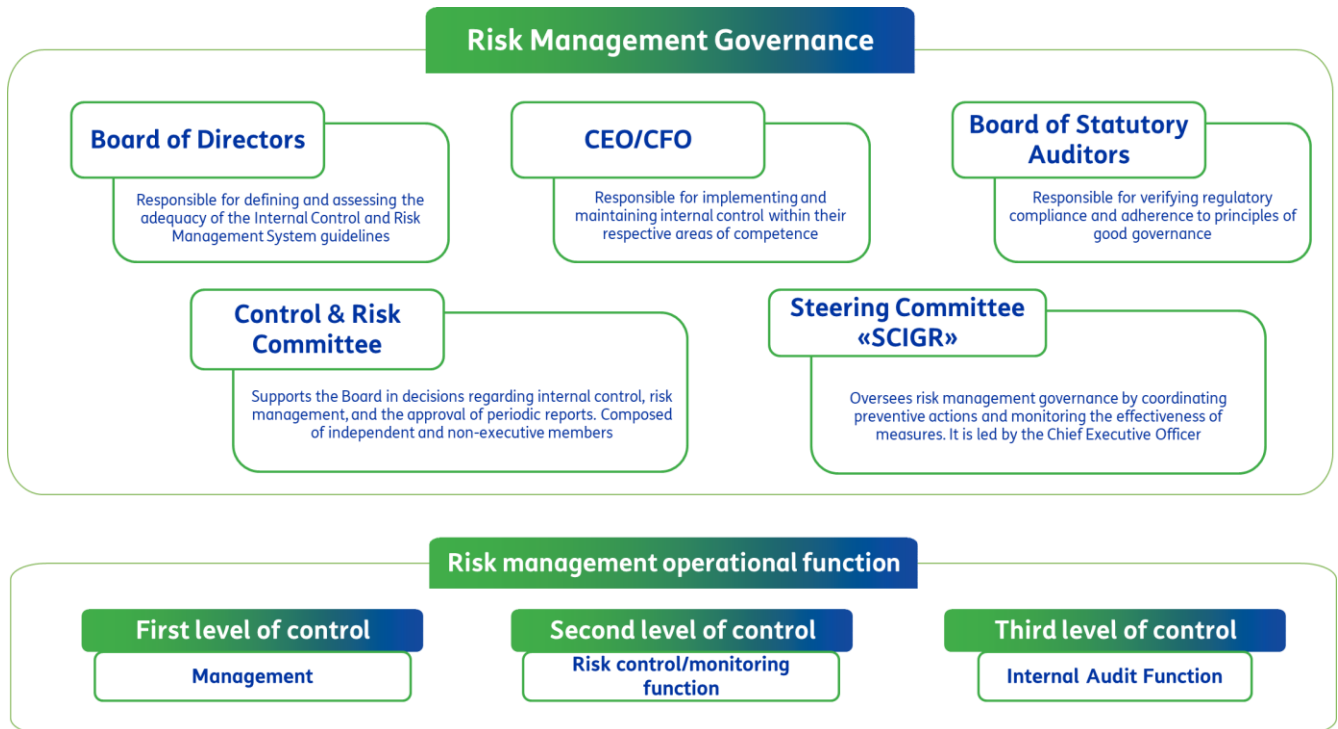 Risk Management Governance
Board of Directors
Responsible for defining and assessing the
adequacy of the Internal Control and Risk
Management System guidelines
CEO/CFO
Responsible for implementing and
maintaining internal control within their
respective areas of competence
Board of Statutory
Auditors
Responsible for verifying regulatory
compliance and adherence to principles of
good governance
Control & Risk
Committee
Supports the Board in decisions regarding internal control, risk
management, and the approval of periodic reports. Composed
of independent and non-executive members
Steering Committee
«SCIGR»
Oversees risk management governance by coordinating
preventive actions and monitoring the effectiveness of
measures. It is led by the Chief Executive Officer
Risk management operational function
First level of control
Management
Second level of control
Risk control/monitoring
function
Third level of control
Internal Audit Function